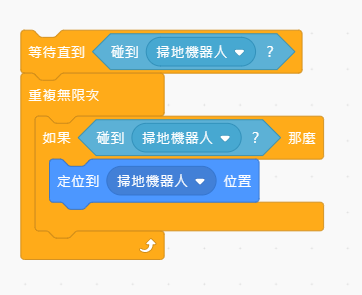 等待直到 碰到 掃地機器人 ?
重複無限次
如果 碰到 掃地機器人 ? 那麼
定位到 掃地機器人 位置